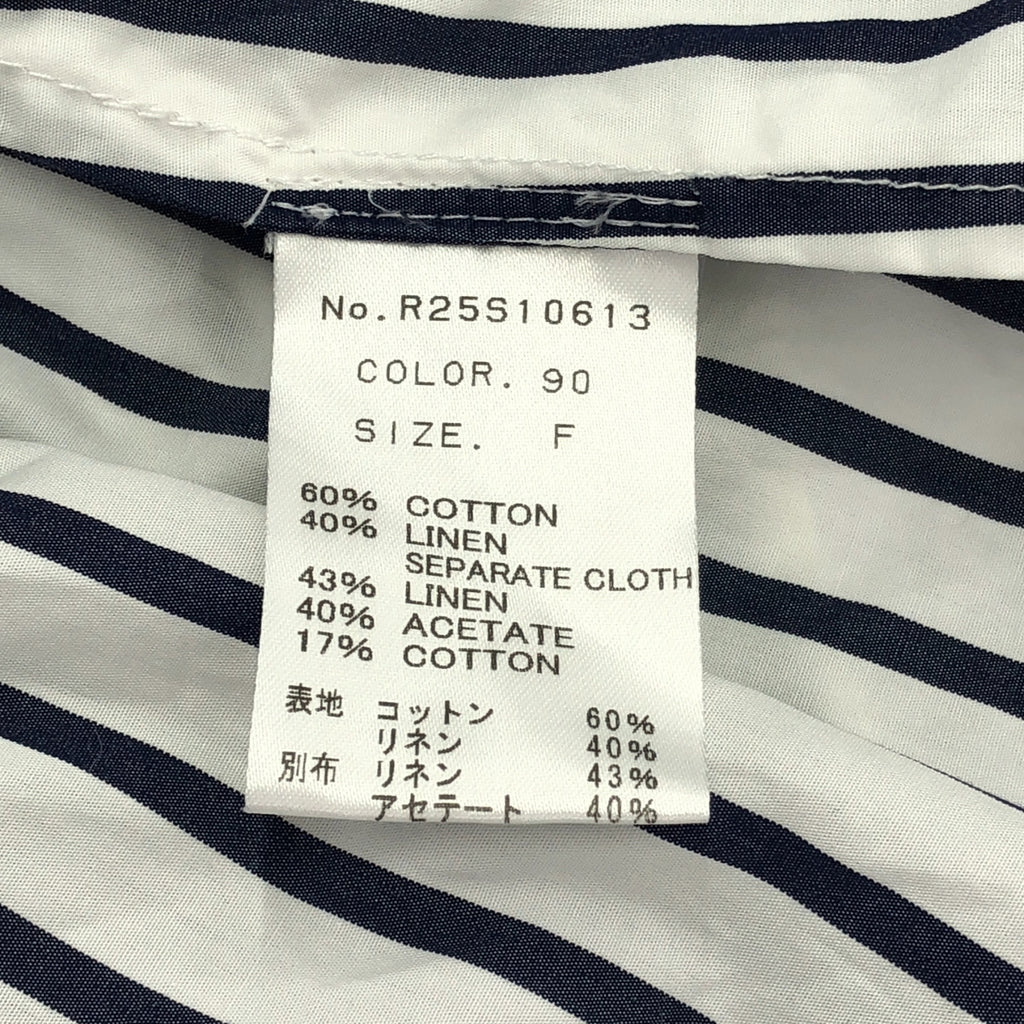 No.R25S10613
COLOR. 90
SIZE. F
60% COTTON
40% LINEN
SEPARATE CLOTH
43% LINEN
40% ACETATE
17% COTTON
表地 コットン 60%
リネン 40%
別布 リネン 43%
アセテート 40%